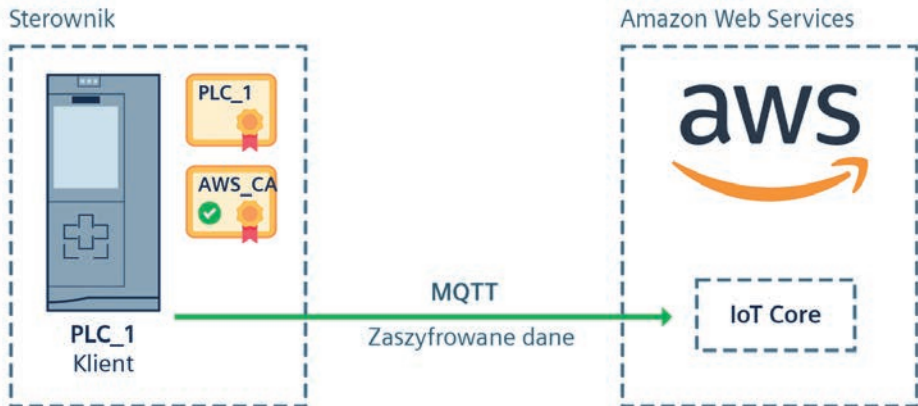 Sterownik
Amazon Web Services
PLC_1
AWS_CA
aws
MQTT
Zaszyfrowane dane
IoT Core
PLC_1
Klient